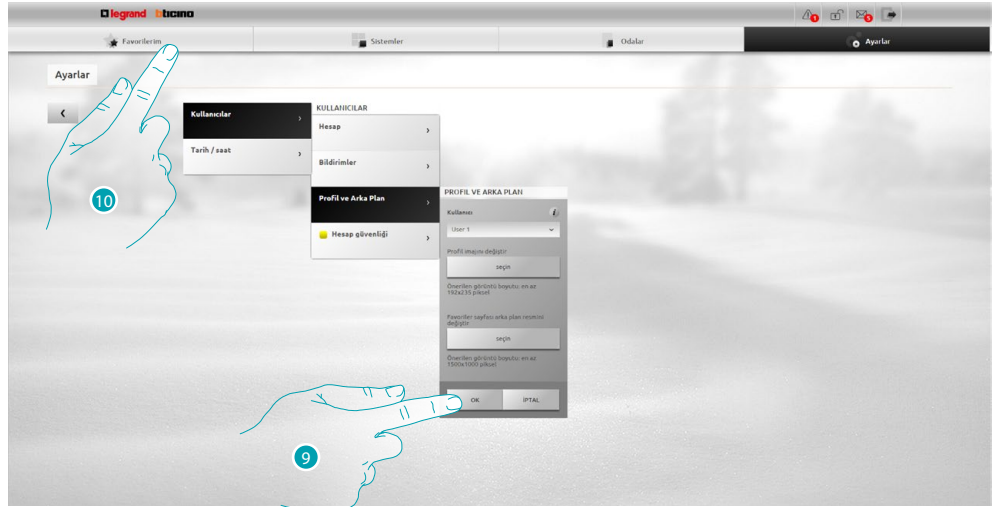 legrand bticino
Favorilerim
Sistemler
Odalar
Ayarlar
Ayarlar
Kullanıcılar
Tarih / saat
KULLANICILAR
Hesap
Bildirimler
Profil ve Arka Plan
Hesap güvenliği
PROFIL VE ARKA PLAN
Kullanıcı
User 1
Profil imajını değiştir
seçin
Önerilen görüntü boyutu: en az
192x235 piksel
Favoriler sayfası arka plan resmini
değiştir
seçin
Önerilen görüntü boyutu: en az
1500x1000 piksel
OK
IPTAL
10
9